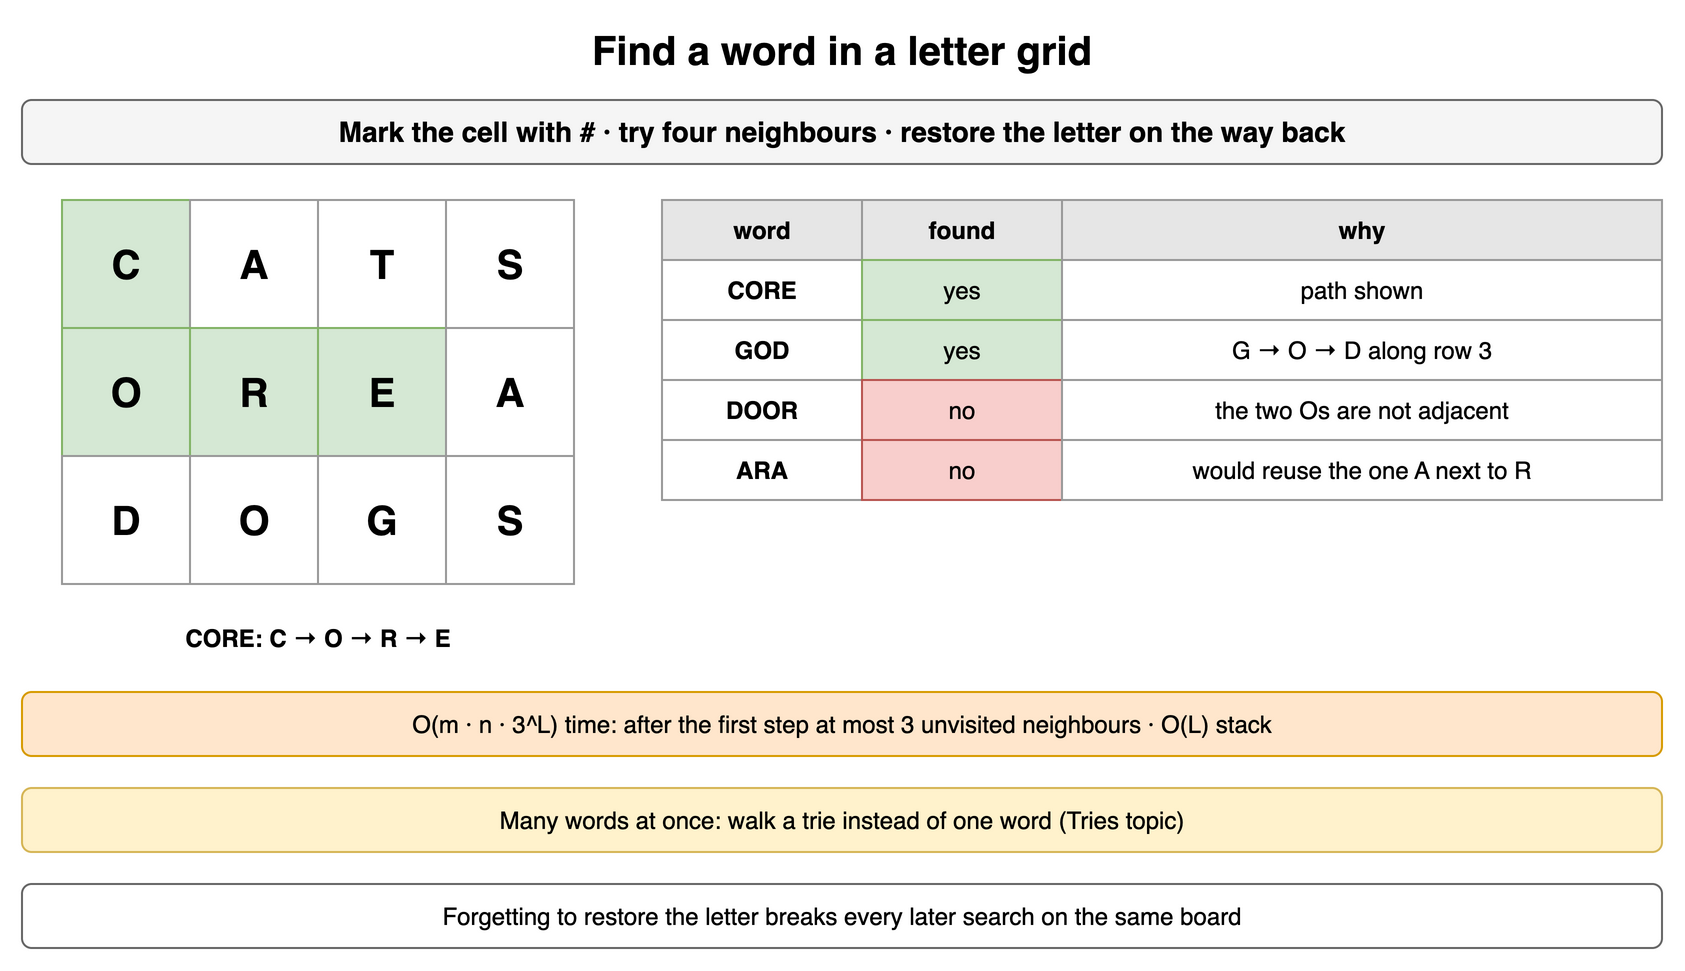 Find a word in a letter grid
Mark the cell with # · try four neighbours · restore the letter on the way back
C A T S
O R E A
D O G S
CORE: C → O → R → E
word found why
CORE yes path shown
GOD yes G → O → D along row 3
DOOR no the two Os are not adjacent
ARA no would reuse the one A next to R
O(m · n · 3^L) time: after the first step at most 3 unvisited neighbours · O(L) stack
Many words at once: walk a trie instead of one word (Tries topic)
Forgetting to restore the letter breaks every later search on the same board